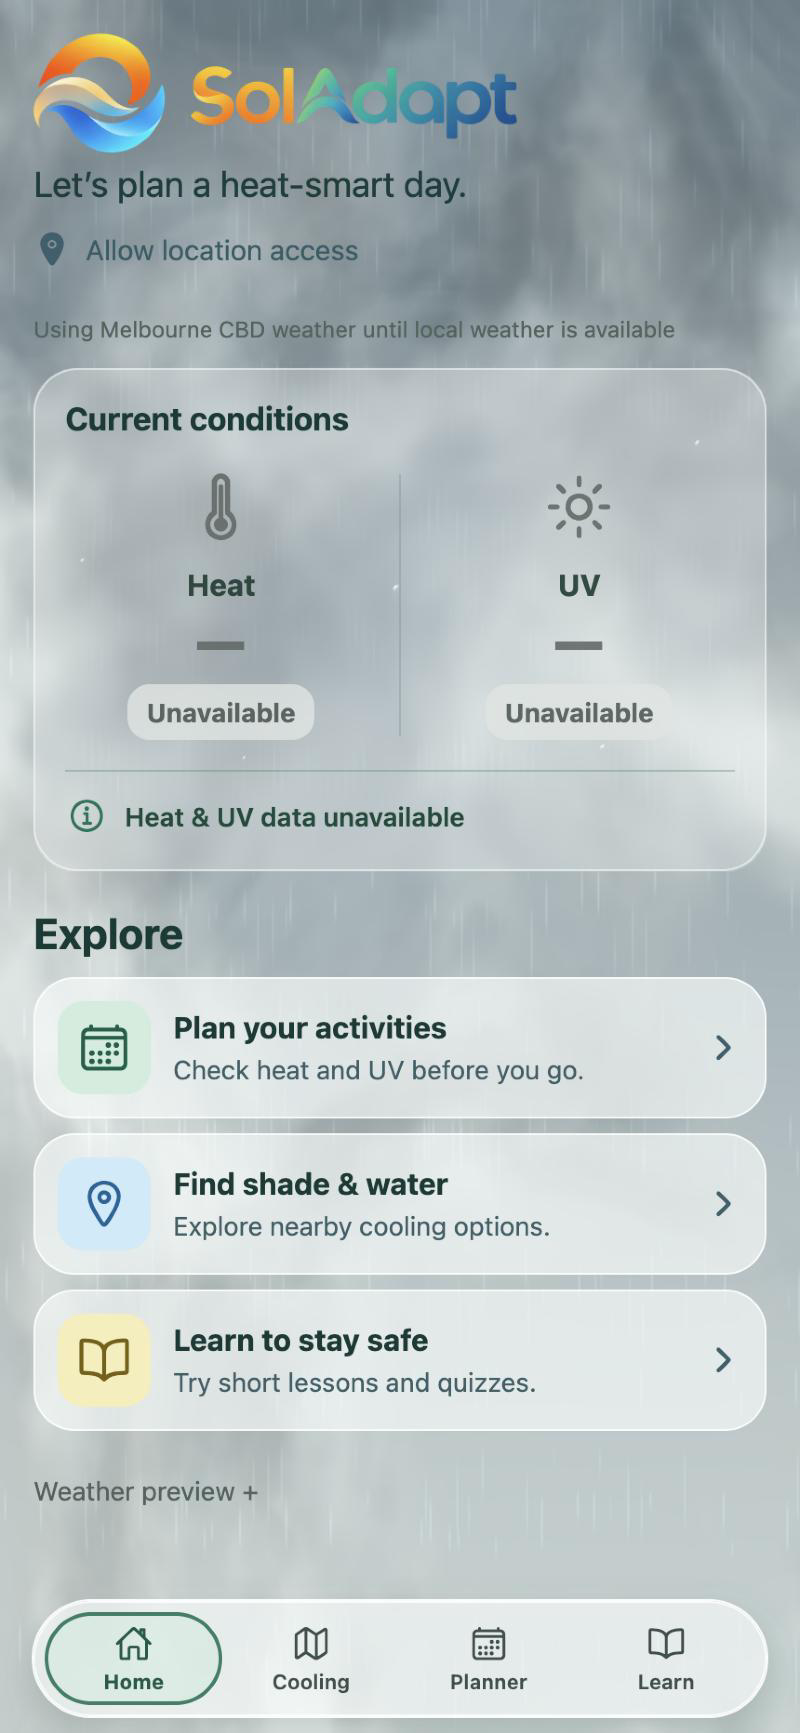 SolAdapt
Let’s plan a heat-smart day.
Allow location access
Using Melbourne CBD weather until local weather is available
Current conditions
Heat
UV
—
—
Unavailable
Unavailable
Heat & UV data unavailable
Explore
Plan your activities
Check heat and UV before you go.
Find shade & water
Explore nearby cooling options.
Learn to stay safe
Try short lessons and quizzes.
Weather preview +
Home
Cooling
Planner
Learn